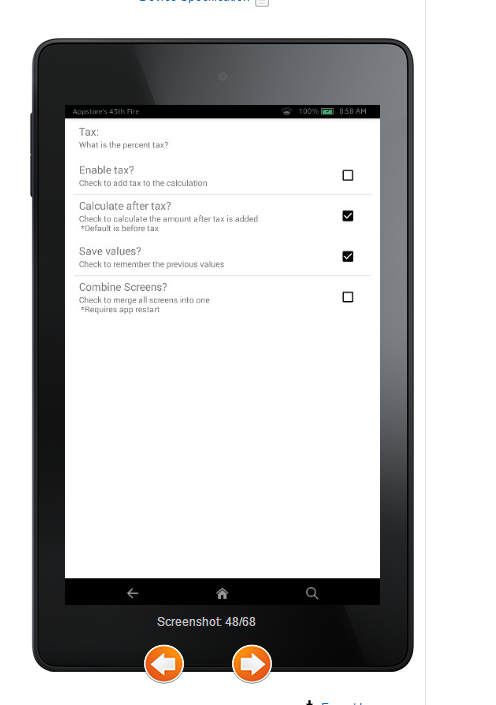 Device Specification
Appstore's 45th Fire 100% 8:58 AM
Tax:
What is the percent tax?
Enable tax?
Check to add tax to the calculation
Calculate after tax?
Check to calculate the amount after tax is added
*Default is before tax
Save values?
Check to remember the previous values
Combine Screens?
Check to merge all screens into one
*Requires app restart
Screenshot: 48/68